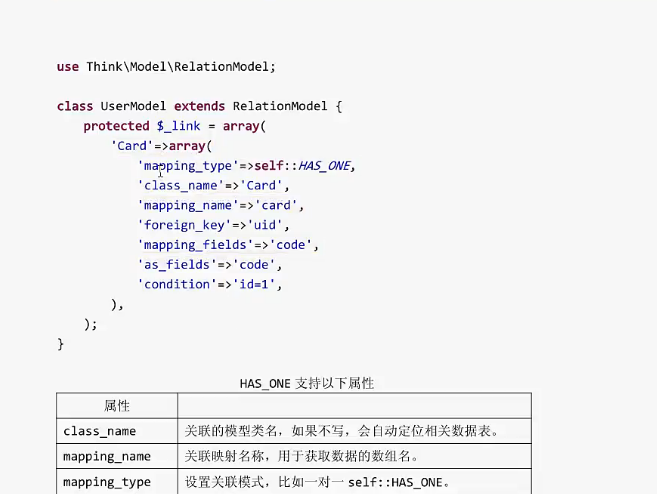 use Think\Model\RelationModel;
class UserModel extends RelationModel {
protected $_link = array(
'Card'=>array(
'mapping_type'=>self::HAS_ONE,
'class_name'=>'Card',
'mapping_name'=>'card',
'foreign_key'=>'uid',
'mapping_fields'=>'code',
'as_fields'=>'code',
'condition'=>'id=1',
),
);
}
HAS_ONE 支持以下属性
属性
class_name 关联的模型类名，如果不写，会自动定位相关数据表。
mapping_name 关联映射名称，用于获取数据的数组名。
mapping_type 设置关联模式，比如一对一 self::HAS_ONE。